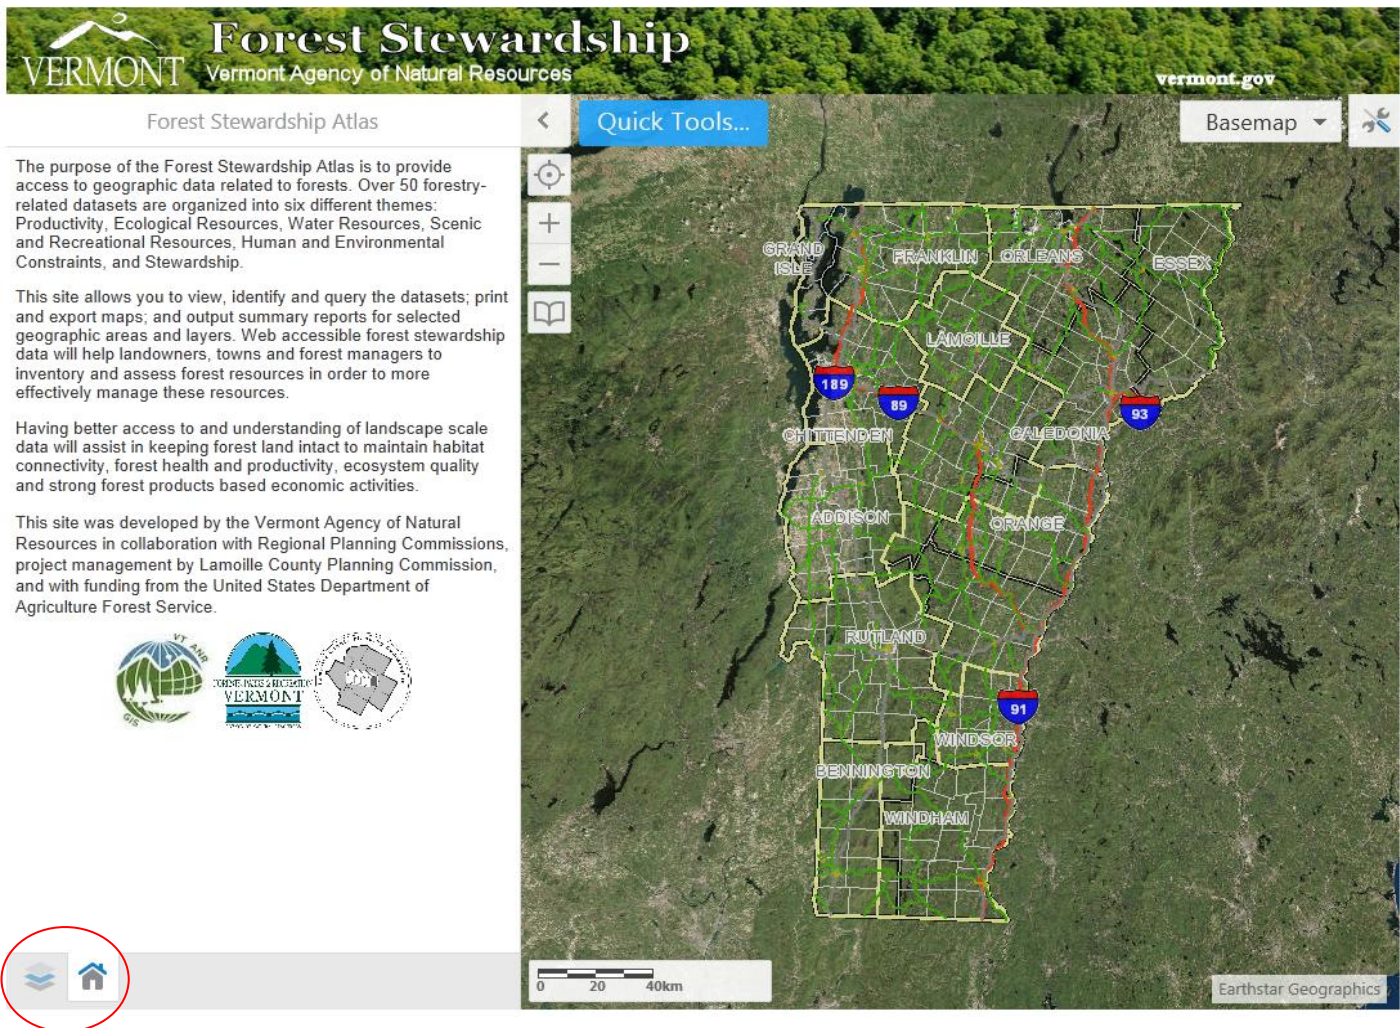 VERMONT
Forest Stewardship
Vermont Agency of Natural Resources
vermont.gov
Forest Stewardship Atlas
The purpose of the Forest Stewardship Atlas is to provide
access to geographic data related to forests. Over 50 forestry-
related datasets are organized into six different themes:
Productivity, Ecological Resources, Water Resources, Scenic
and Recreational Resources, Human and Environmental
Constraints, and Stewardship.
This site allows you to view, identify and query the datasets; print
and export maps; and output summary reports for selected
geographic areas and layers. Web accessible forest stewardship
data will help landowners, towns and forest managers to
inventory and assess forest resources in order to more
effectively manage these resources.
Having better access to and understanding of landscape scale
data will assist in keeping forest land intact to maintain habitat
connectivity, forest health and productivity, ecosystem quality
and strong forest products based economic activities.
This site was developed by the Vermont Agency of Natural
Resources in collaboration with Regional Planning Commissions,
project management by Lamoille County Planning Commission,
and with funding from the United States Department of
Agriculture Forest Service.
VT ANR
GIS
FORESTS, PARKS & RECREATION
VERMONT
Quick Tools...
Basemap
GRAND
ISLE
FRANKLIN
ORLEANS
ESSEX
LAMOILLE
189
89
93
CHITTENDEN
CALEDONIA
ADDISON
ORANGE
RUTLAND
91
WINDSOR
BENNINGTON
WINDHAM
0 20 40km
Earthstar Geographics